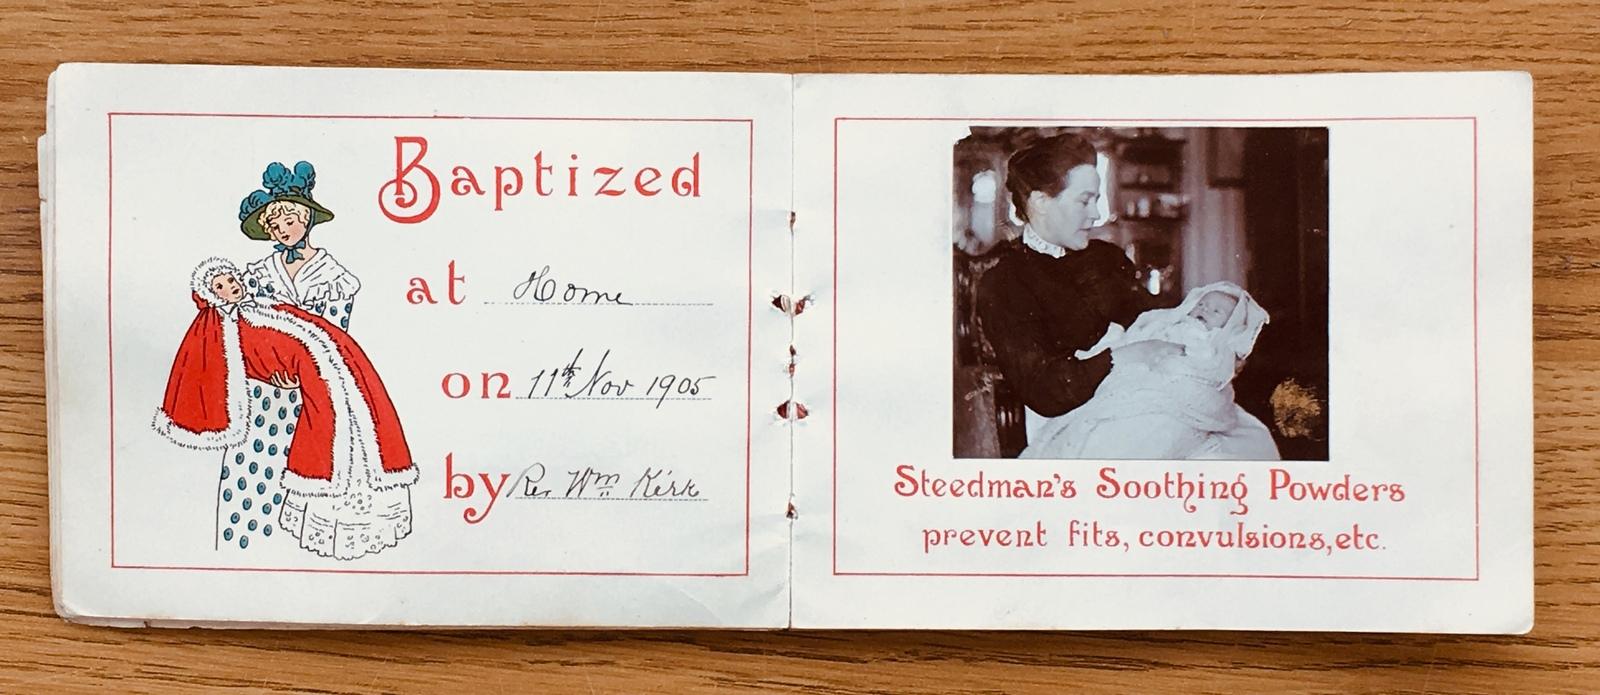 Baptized
at Home
on 11th Nov 1905
by Rev Wm Kirk
Steedman's Soothing Powders
prevent fits, convulsions, etc.